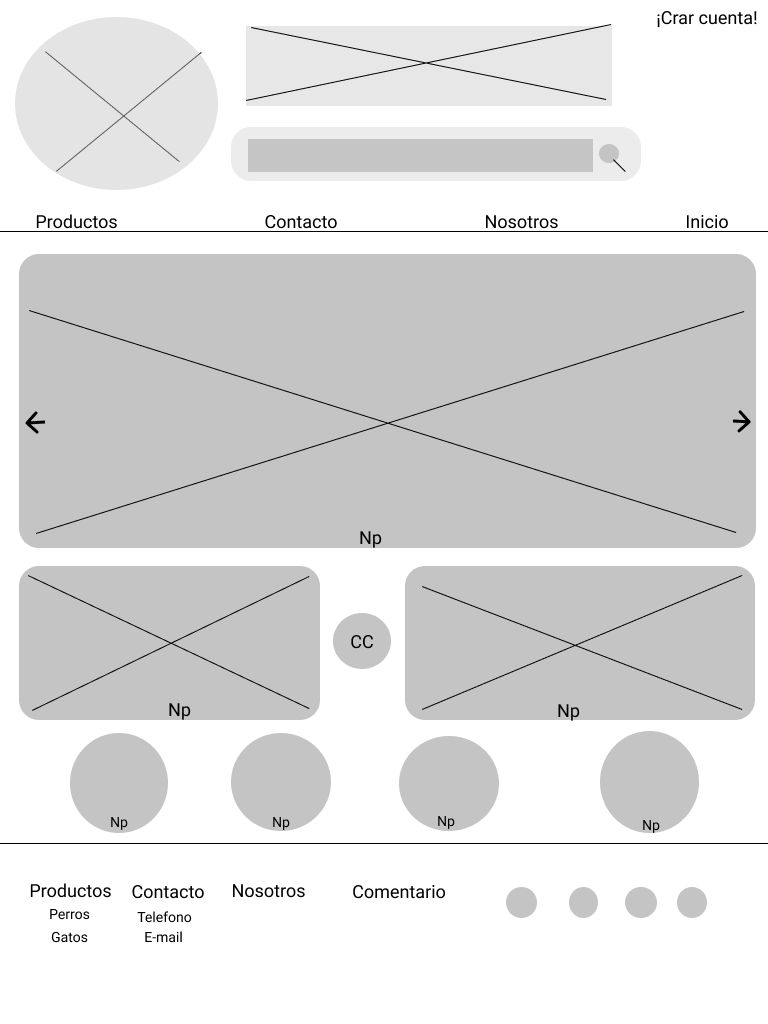 ¡Crar cuenta!
Productos Contacto Nosotros Inicio
Np
CC
Np Np
Np Np Np Np
Productos Contacto Nosotros Comentario
Perros Telefono
Gatos E-mail